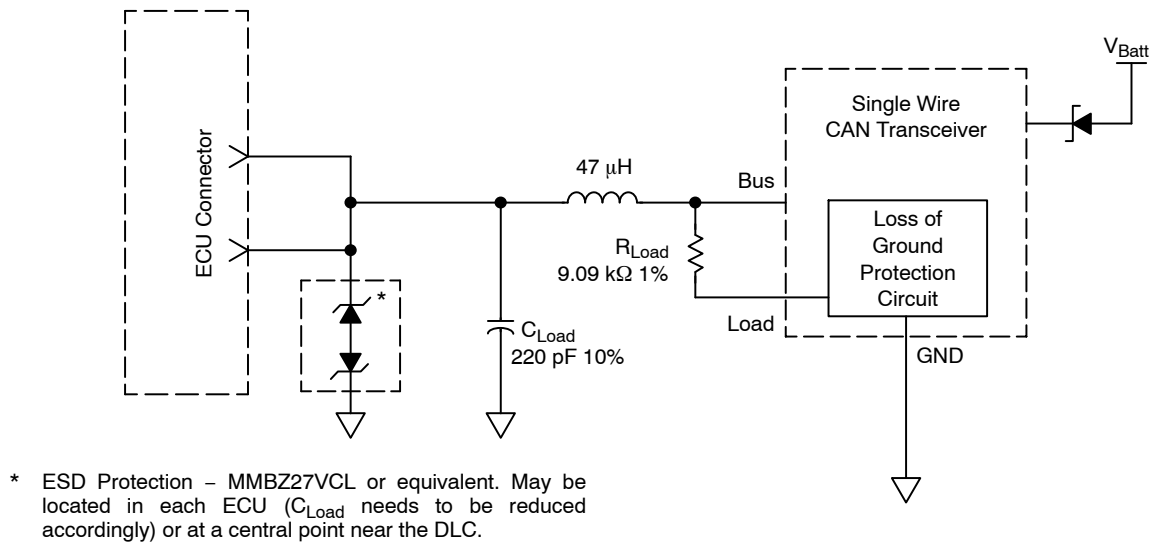 ECU Connector
*
C_Load
220 pF 10%
47 μH
R_Load
9.09 kΩ 1%
Bus
Load
Single Wire
CAN Transceiver
Loss of
Ground
Protection
Circuit
GND
V_Batt
* ESD Protection – MMBZ27VCL or equivalent. May be
located in each ECU (C_Load needs to be reduced
accordingly) or at a central point near the DLC.